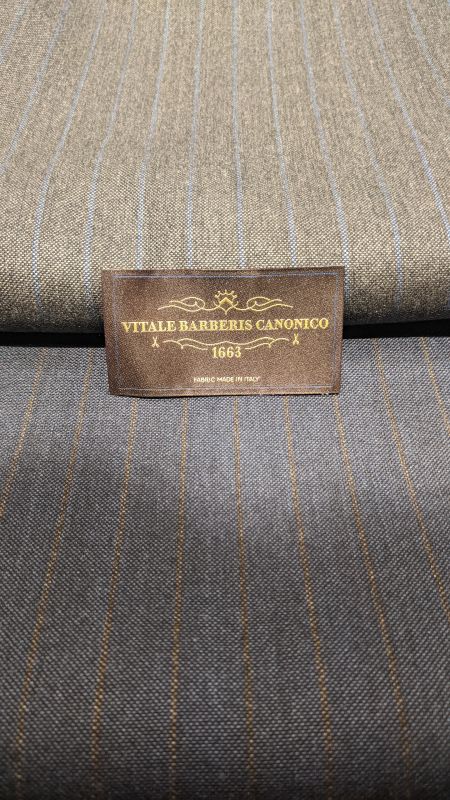 VITALE BARBERIS CANONICO
1663
FABRIC MADE IN ITALY